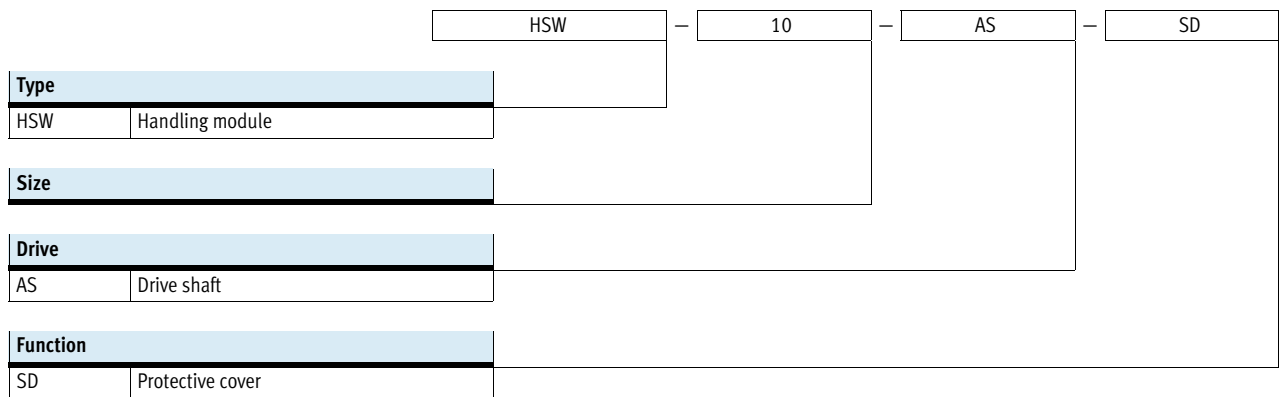 HSW – 10 – AS – SD
Type
HSW Handling module
Size
Drive
AS Drive shaft
Function
SD Protective cover